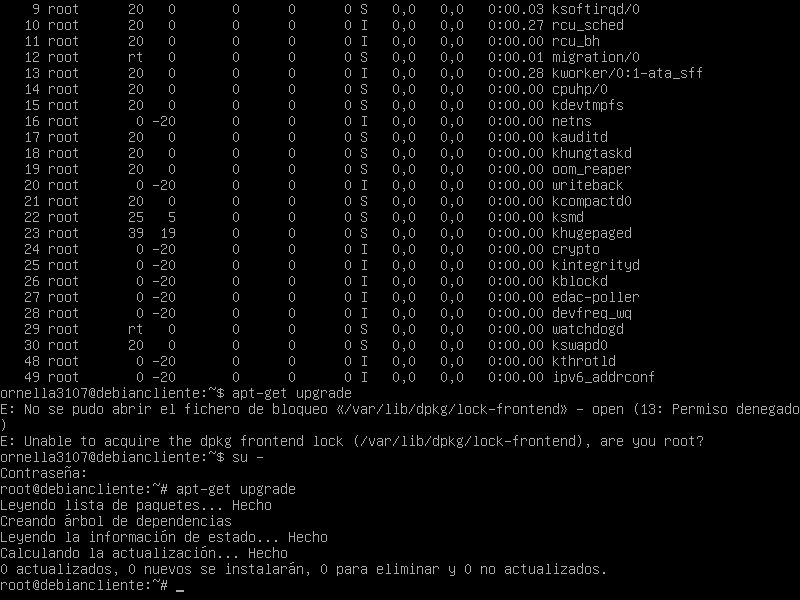 9 root 20 0 0 0 0 S 0,0 0,0 0:00.03 ksoftirqd/0
10 root 20 0 0 0 0 I 0,0 0,0 0:00.27 rcu_sched
11 root 20 0 0 0 0 I 0,0 0,0 0:00.00 rcu_bh
12 root rt 0 0 0 0 S 0,0 0,0 0:00.01 migration/0
13 root 20 0 0 0 0 I 0,0 0,0 0:00.28 kworker/0:1-ata_sff
14 root 20 0 0 0 0 S 0,0 0,0 0:00.00 cpuhp/0
15 root 20 0 0 0 0 S 0,0 0,0 0:00.00 kdevtmpfs
16 root 0 -20 0 0 0 I 0,0 0,0 0:00.00 netns
17 root 20 0 0 0 0 S 0,0 0,0 0:00.00 kauditd
18 root 20 0 0 0 0 S 0,0 0,0 0:00.00 khungtaskd
19 root 20 0 0 0 0 S 0,0 0,0 0:00.00 oom_reaper
20 root 0 -20 0 0 0 I 0,0 0,0 0:00.00 writeback
21 root 20 0 0 0 0 S 0,0 0,0 0:00.00 kcompactd0
22 root 25 5 0 0 0 S 0,0 0,0 0:00.00 ksmd
23 root 39 19 0 0 0 S 0,0 0,0 0:00.00 khugepaged
24 root 0 -20 0 0 0 I 0,0 0,0 0:00.00 crypto
25 root 0 -20 0 0 0 I 0,0 0,0 0:00.00 kintegrityd
26 root 0 -20 0 0 0 I 0,0 0,0 0:00.00 kblockd
27 root 0 -20 0 0 0 I 0,0 0,0 0:00.00 edac-poller
28 root 0 -20 0 0 0 I 0,0 0,0 0:00.00 devfreq_wq
29 root rt 0 0 0 0 S 0,0 0,0 0:00.00 watchdogd
30 root 20 0 0 0 0 S 0,0 0,0 0:00.00 kswapd0
48 root 0 -20 0 0 0 I 0,0 0,0 0:00.00 kthrotld
49 root 0 -20 0 0 0 I 0,0 0,0 0:00.00 ipv6_addrconf
ornella3107@debiancliente:~$ apt-get upgrade
E: No se pudo abrir el fichero de bloqueo «/var/lib/dpkg/lock-frontend» - open (13: Permiso denegado
)
E: Unable to acquire the dpkg frontend lock (/var/lib/dpkg/lock-frontend), are you root?
ornella3107@debiancliente:~$ su -
Contraseña:
root@debiancliente:~# apt-get upgrade
Leyendo lista de paquetes... Hecho
Creando árbol de dependencias
Leyendo la información de estado... Hecho
Calculando la actualización... Hecho
0 actualizados, 0 nuevos se instalarán, 0 para eliminar y 0 no actualizados.
root@debiancliente:~# _